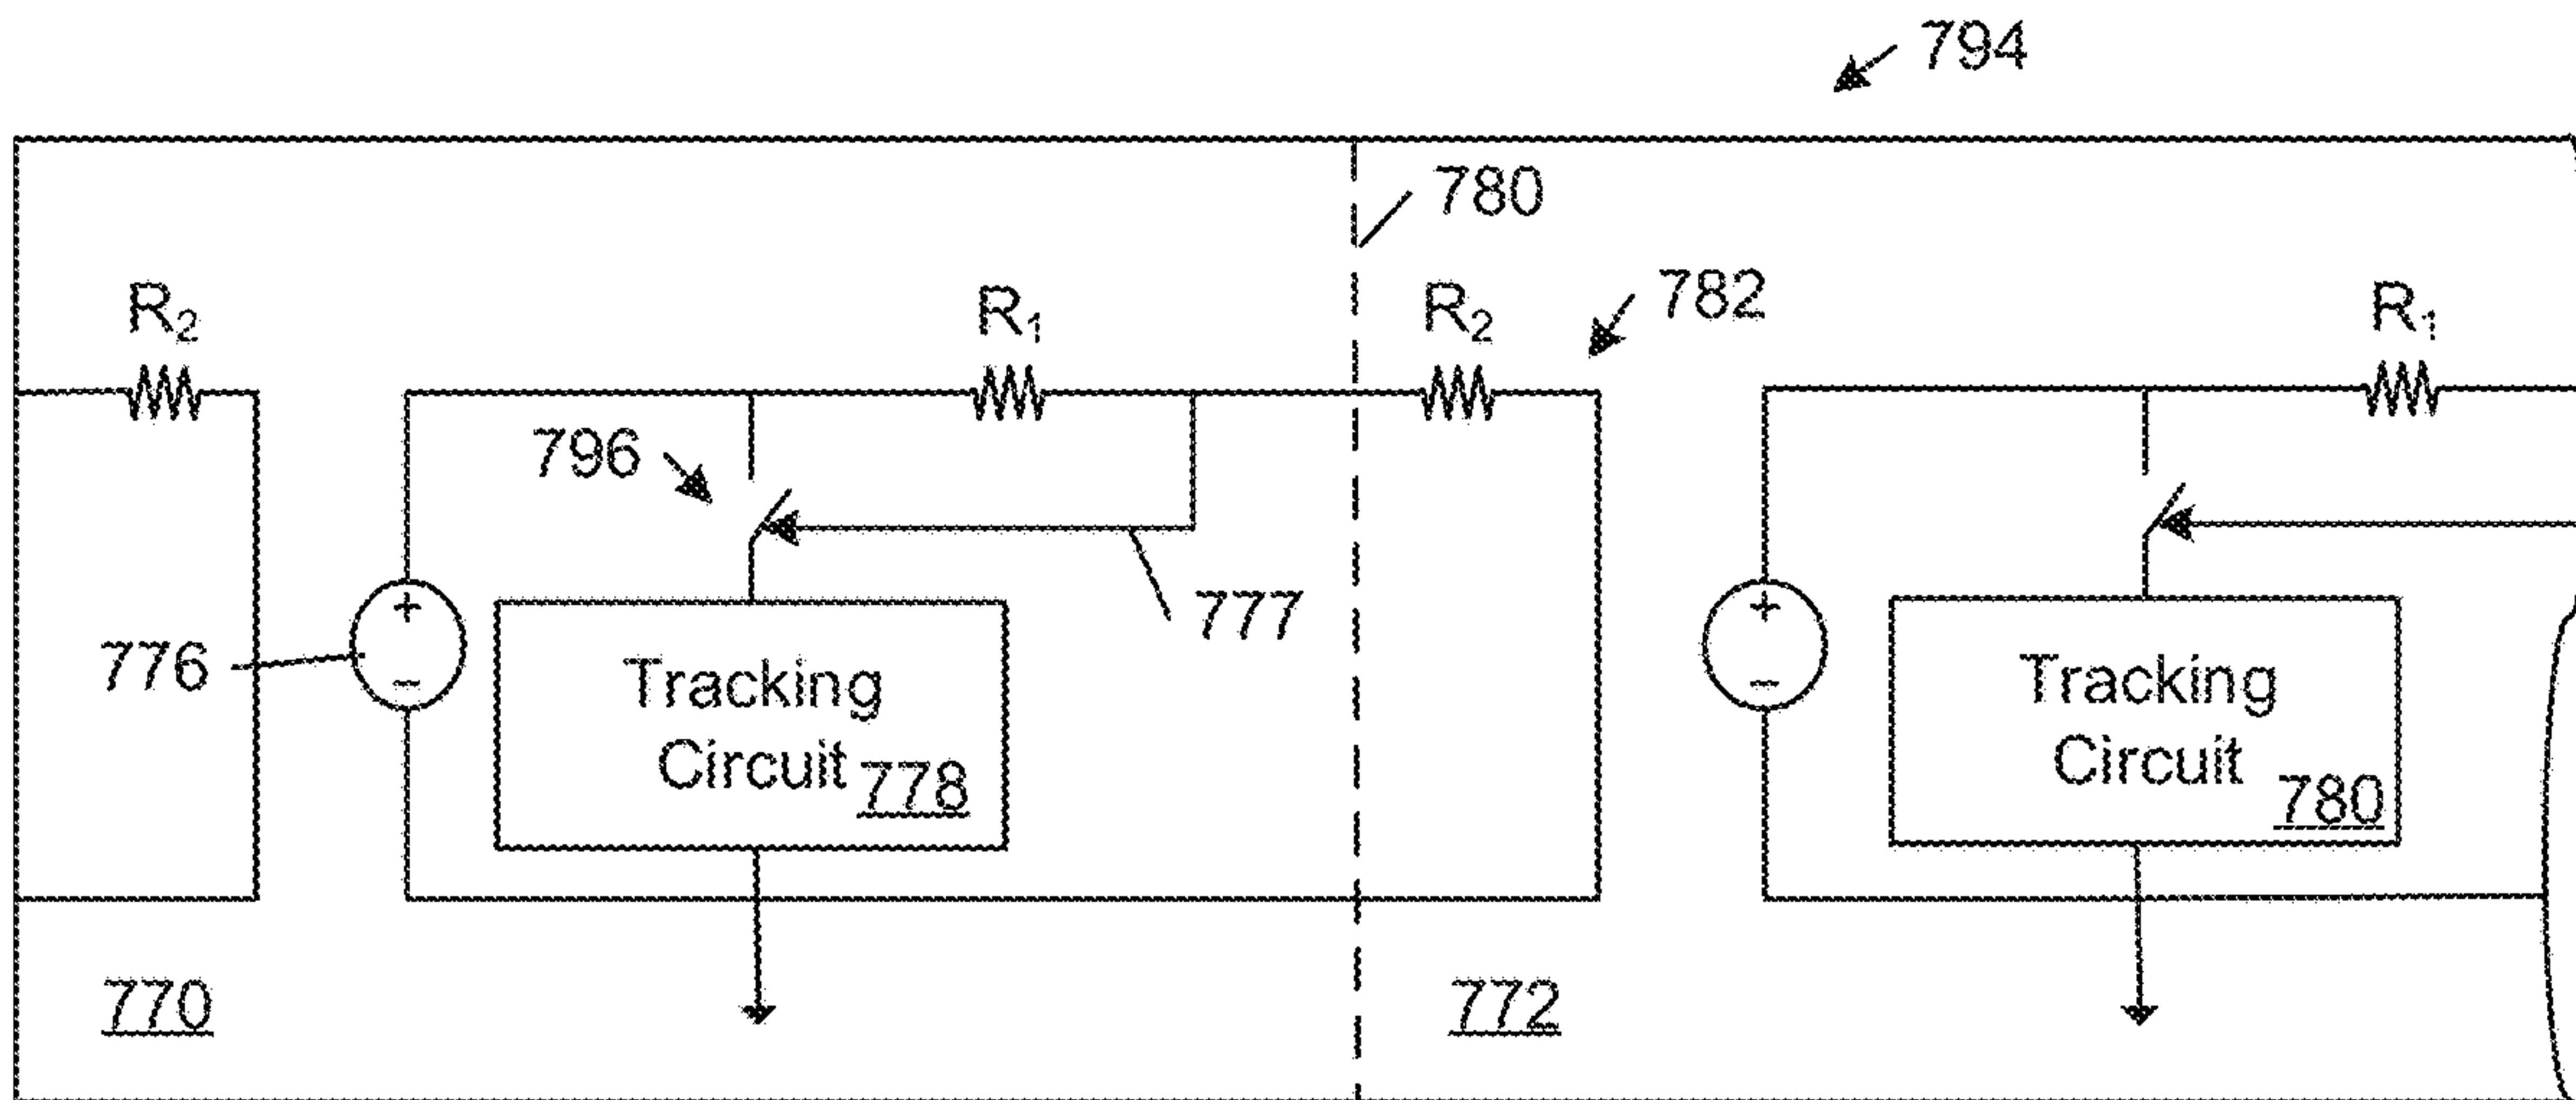 794
780
782
R2
R1
R2
R1
796
777
776
+
−
Tracking
Circuit 778
+
−
Tracking
Circuit 780
770
772